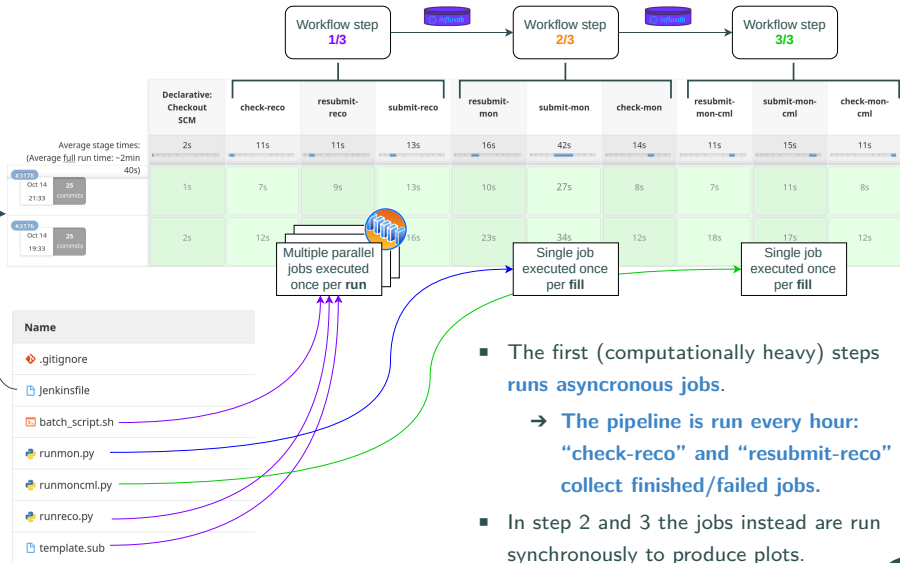 Workflow step
1/3
influxdb
Workflow step
2/3
influxdb
Workflow step
3/3
Declarative:
Checkout
SCM
check-reco
resubmit-
reco
submit-reco
resubmit-
mon
submit-mon
check-mon
resubmit-
mon-cml
submit-mon-
cml
check-mon-
cml
Average stage times:
(Average full run time: ~2min
40s)
2s
11s
11s
13s
16s
42s
14s
11s
15s
11s
#3178
Oct 14
21:33
25
commits
1s
7s
9s
13s
10s
27s
8s
7s
11s
8s
#3176
Oct 14
19:33
25
commits
2s
12s
16s
23s
34s
12s
18s
17s
12s
Multiple parallel
jobs executed
once per run
Single job
executed once
per fill
Single job
executed once
per fill
Name
.gitignore
Jenkinsfile
batch_script.sh
runmon.py
runmoncml.py
runreco.py
template.sub
▪ The first (computationally heavy) steps
runs asyncronous jobs.
➔ The pipeline is run every hour:
“check-reco” and “resubmit-reco”
collect finished/failed jobs.
▪ In step 2 and 3 the jobs instead are run
synchronously to produce plots.